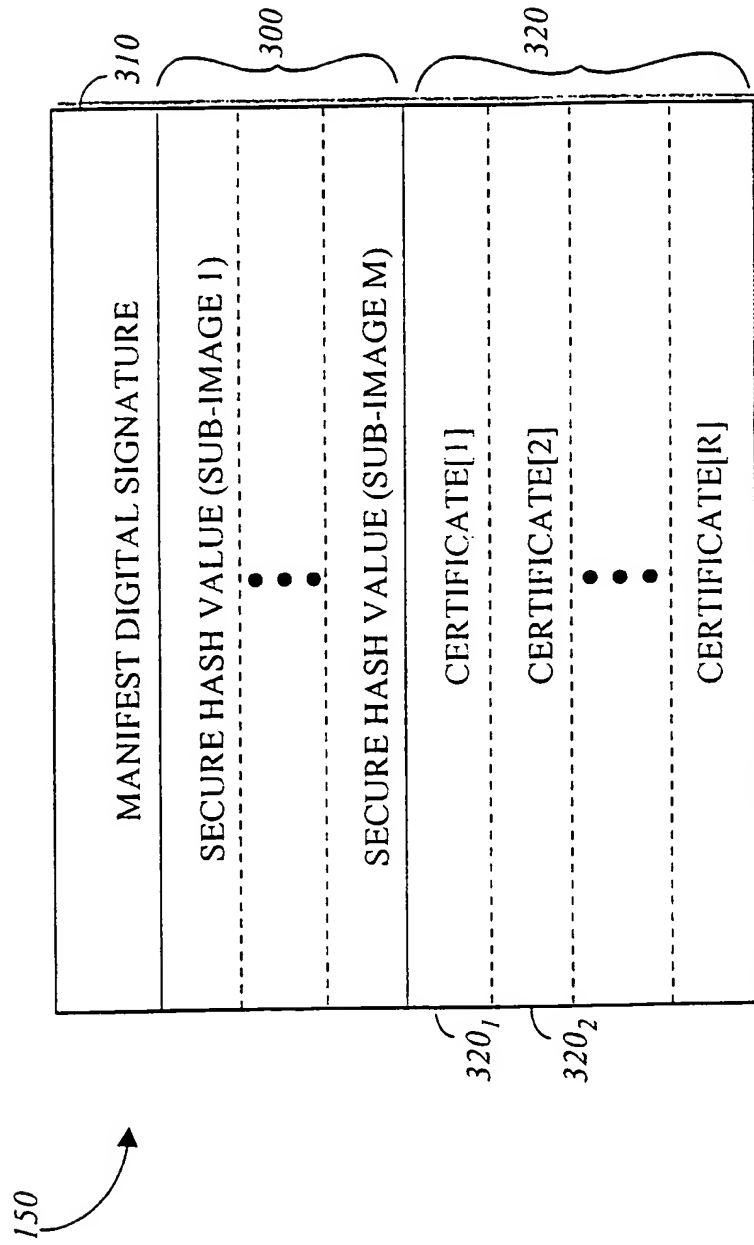 150
310
MANIFEST DIGITAL SIGNATURE
SECURE HASH VALUE (SUB-IMAGE 1)
300
SECURE HASH VALUE (SUB-IMAGE M)
320₁
CERTIFICATE[1]
320
320₂
CERTIFICATE[2]
CERTIFICATE[R]